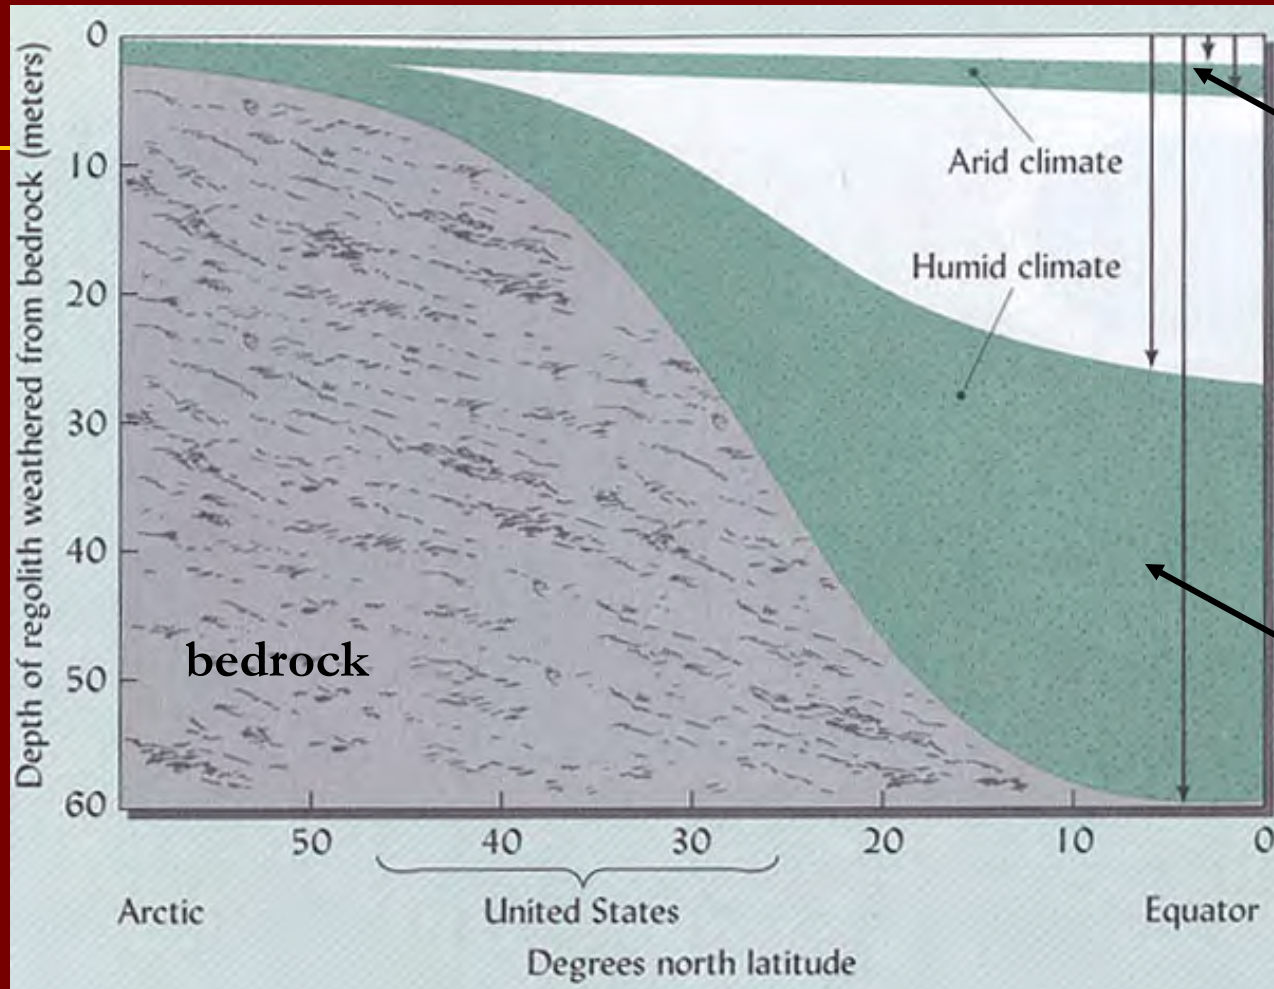 Depth of regolith weathered from bedrock (meters)
0
10
20
30
40
50
60
Arid climate
Humid climate
bedrock
50
40
30
20
10
0
Arctic
United States
Equator
Degrees north latitude